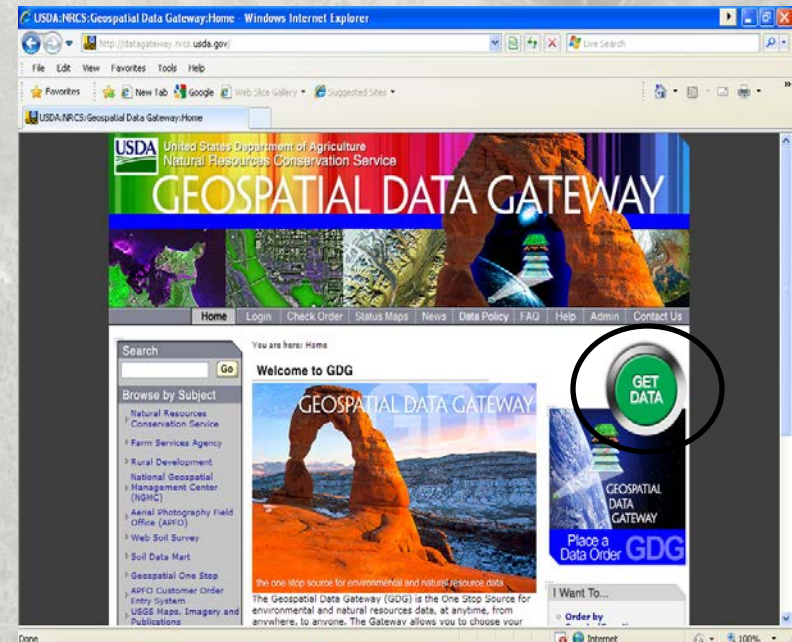 USDA:NRCS:Geospatial Data Gateway:Home - Windows Internet Explorer
http://datagateway.nrcs.usda.gov/
Live Search
File Edit View Favorites Tools Help
Favorites New Tab Google Web Slice Gallery Suggested Sites
USDA:NRCS:Geospatial Data Gateway:Home
USDA United States Department of Agriculture
Natural Resources Conservation Service
GEOSPATIAL DATA GATEWAY
Home Login Check Order Status Maps News Data Policy FAQ Help Admin Contact Us
Search
Go
Browse by Subject
Natural Resources
Conservation Service
Farm Services Agency
Rural Development
National Geospatial
Management Center
(NGMC)
Aerial Photography Field
Office (APFO)
Web Soil Survey
Soil Data Mart
Geospatial One Stop
APFO Customer Order
Entry System
USGS Maps, Imagery and
Publications
You are here: Home
Welcome to GDG
GDG
GEOSPATIAL DATA GATEWAY
the one stop source for environmental and natural resource data
The Geospatial Data Gateway (GDG) is the One Stop Source for
environmental and natural resources data, at anytime, from
anywhere, to anyone. The Gateway allows you to choose your
GET
DATA
GEOSPATIAL
DATA
GATEWAY
Place a
Data Order GDG
I Want To...
Order by
Done
Internet
100%